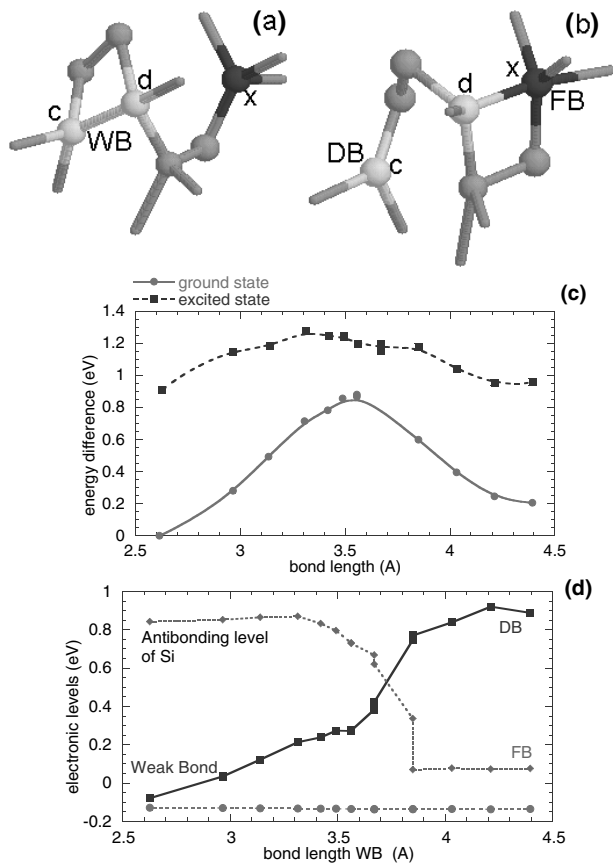 (a)
d
c
WB
x
(b)
d
x
FB
DB
c
ground state
excited state
(c)
1.4
1.2
1
0.8
0.6
0.4
0.2
0
energy difference (eV)
2.5 3 3.5 4 4.5
bond length (A)
(d)
1
0.8
0.6
0.4
0.2
0
-0.2
electronic levels (eV)
Antibonding level
of Si
DB
Weak Bond
FB
2.5 3 3.5 4 4.5
bond length WB (A)